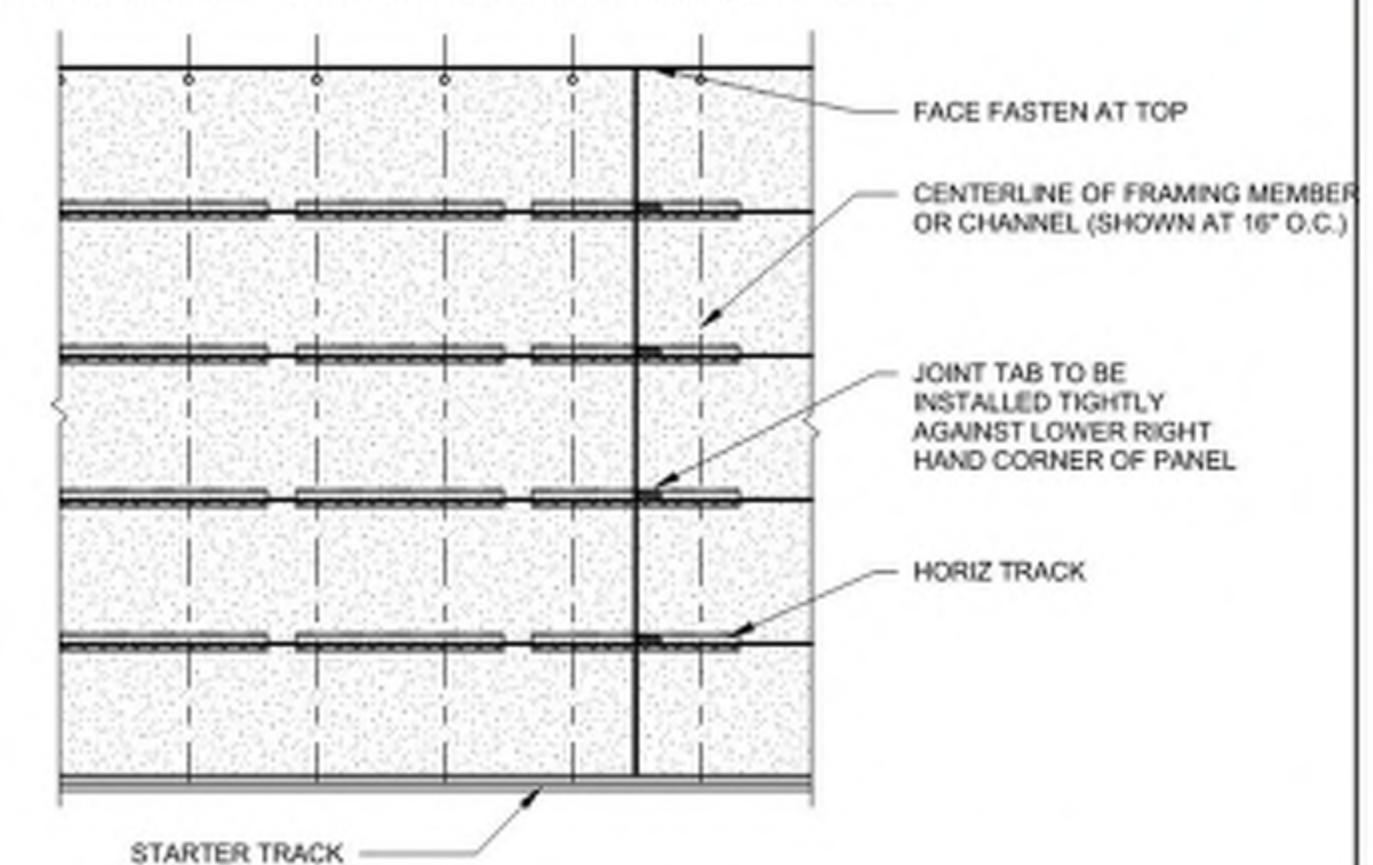 FACE FASTEN AT TOP
CENTERLINE OF FRAMING MEMBER
OR CHANNEL (SHOWN AT 16" O.C.)
JOINT TAB TO BE
INSTALLED TIGHTLY
AGAINST LOWER RIGHT
HAND CORNER OF PANEL
HORIZ TRACK
STARTER TRACK